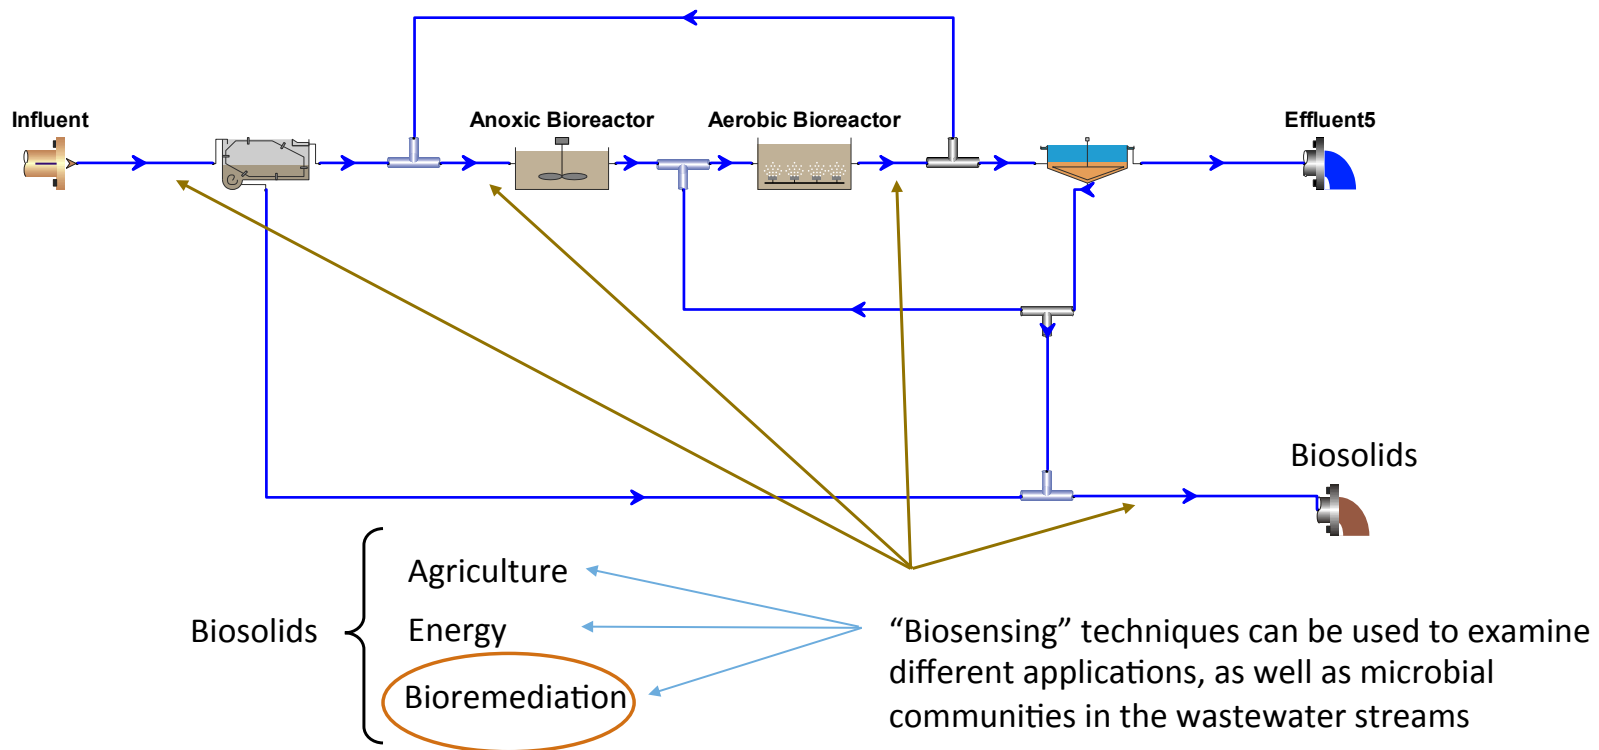 Influent
Anoxic Bioreactor
Aerobic Bioreactor
Effluent5
Biosolids
Biosolids
Agriculture
Energy
Bioremediation
“Biosensing” techniques can be used to examine
different applications, as well as microbial
communities in the wastewater streams